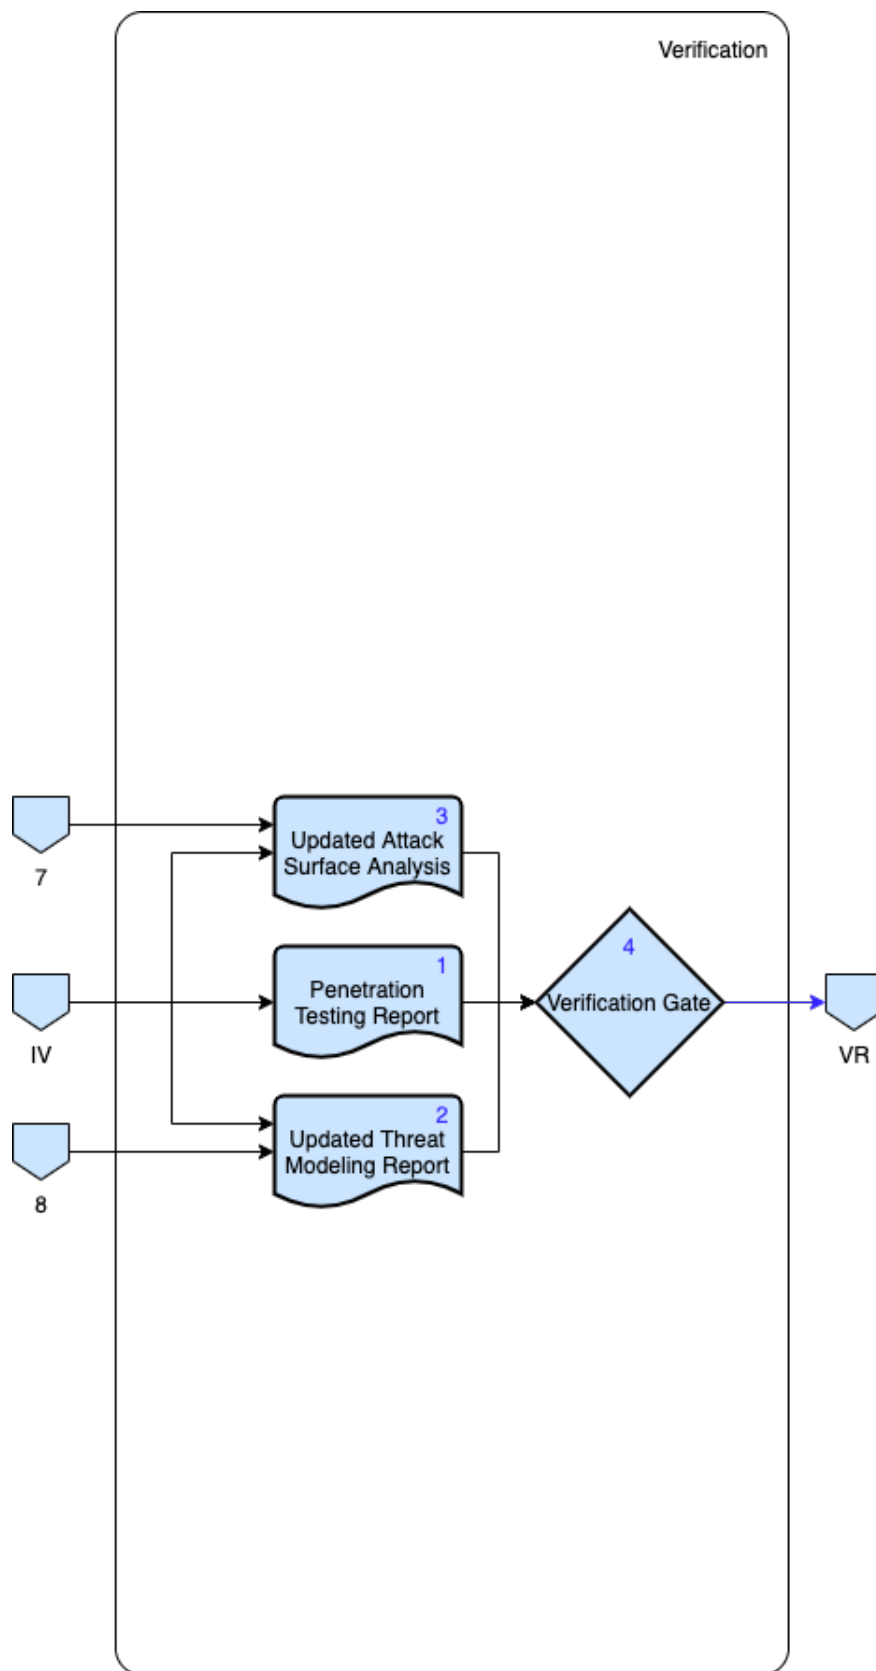 Verification
3
Updated Attack
Surface Analysis
7
1
Penetration
Testing Report
IV
4
Verification Gate
VR
2
Updated Threat
Modeling Report
8